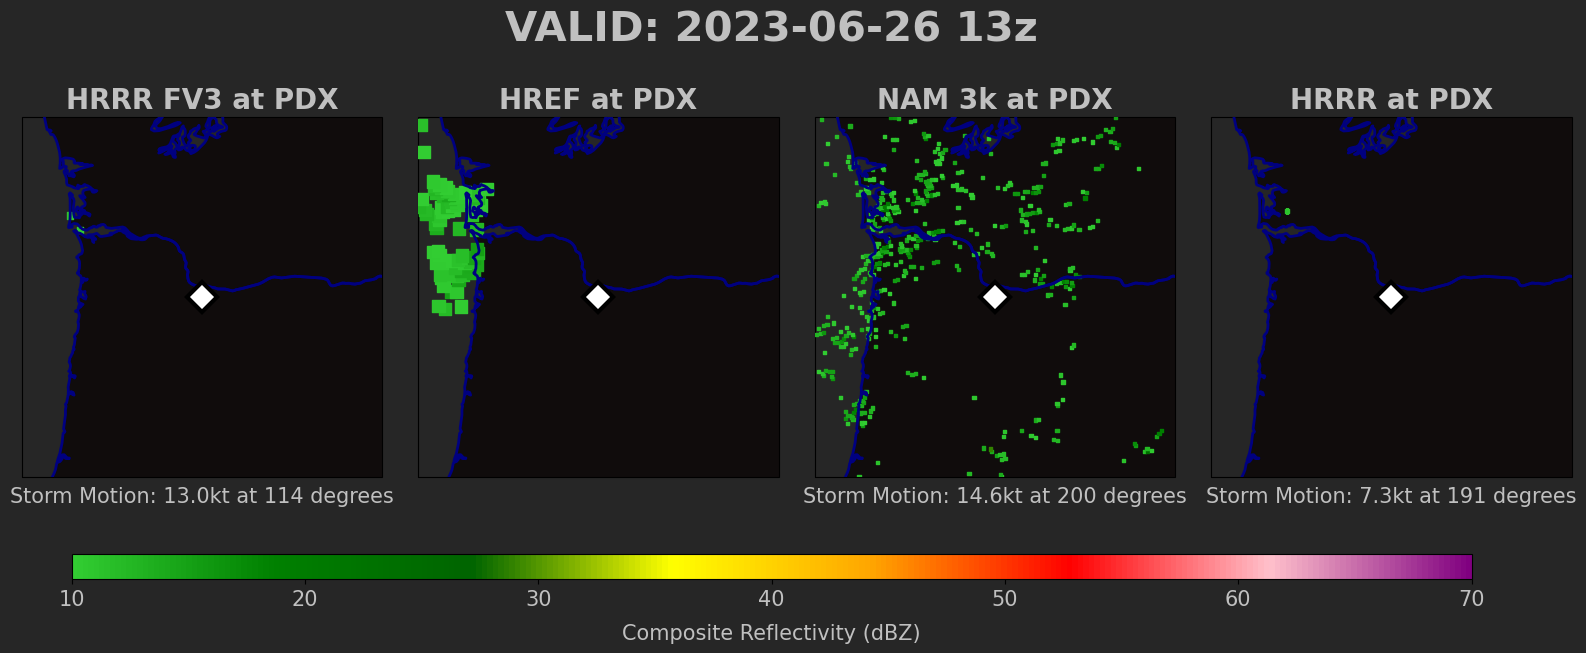 VALID: 2023-06-26 13z
HRRR FV3 at PDX
HREF at PDX
NAM 3k at PDX
HRRR at PDX
Storm Motion: 13.0kt at 114 degrees
Storm Motion: 14.6kt at 200 degrees
Storm Motion: 7.3kt at 191 degrees
10 20 30 40 50 60 70
Composite Reflectivity (dBZ)